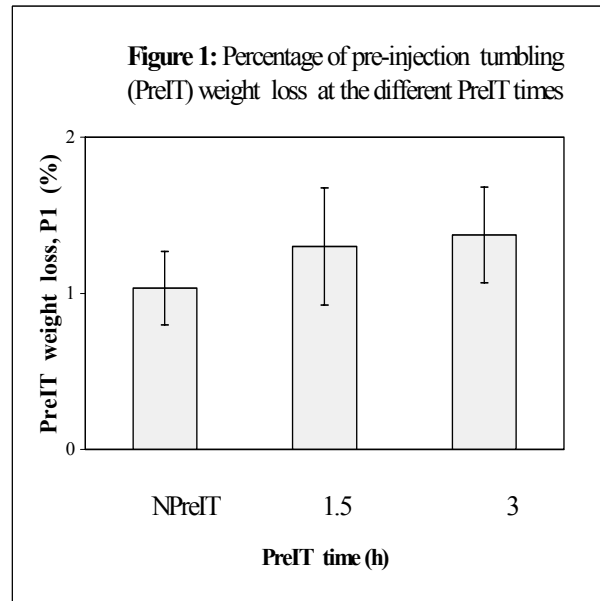 Figure 1: Percentage of pre-injection tumbling
(PreIT) weight loss at the different PreIT times
PreIT weight loss, P1 (%)
2
1
0
NPreIT 1.5 3
PreIT time (h)